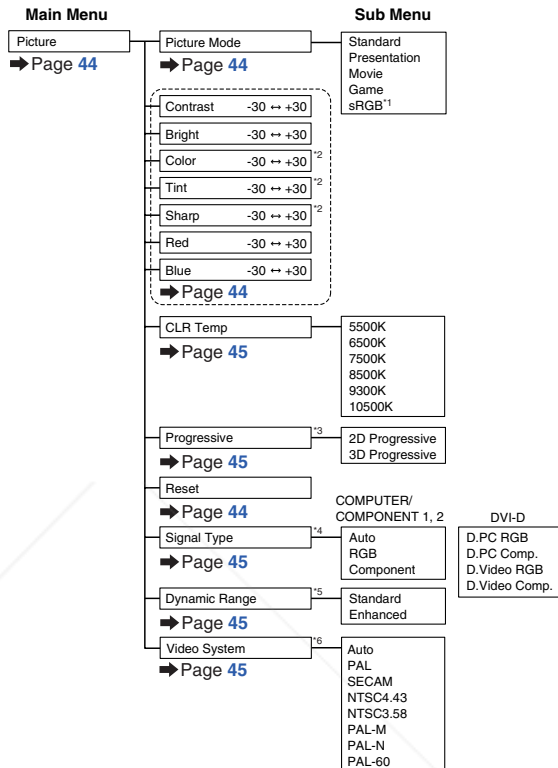 Main Menu
Sub Menu
Picture
➡Page 44
Picture Mode
➡Page 44
Standard
Presentation
Movie
Game
sRGB*1
Contrast -30 ↔ +30
Bright -30 ↔ +30
Color -30 ↔ +30 *2
Tint -30 ↔ +30 *2
Sharp -30 ↔ +30 *2
Red -30 ↔ +30
Blue -30 ↔ +30
➡Page 44
CLR Temp
➡Page 45
5500K
6500K
7500K
8500K
9300K
10500K
Progressive *3
➡Page 45
2D Progressive
3D Progressive
Reset
➡Page 44
Signal Type *4
➡Page 45
COMPUTER/
COMPONENT 1, 2
Auto
RGB
Component
DVI-D
D.PC RGB
D.PC Comp.
D.Video RGB
D.Video Comp.
Dynamic Range *5
➡Page 45
Standard
Enhanced
Video System *6
➡Page 45
Auto
PAL
SECAM
NTSC4.43
NTSC3.58
PAL-M
PAL-N
PAL-60